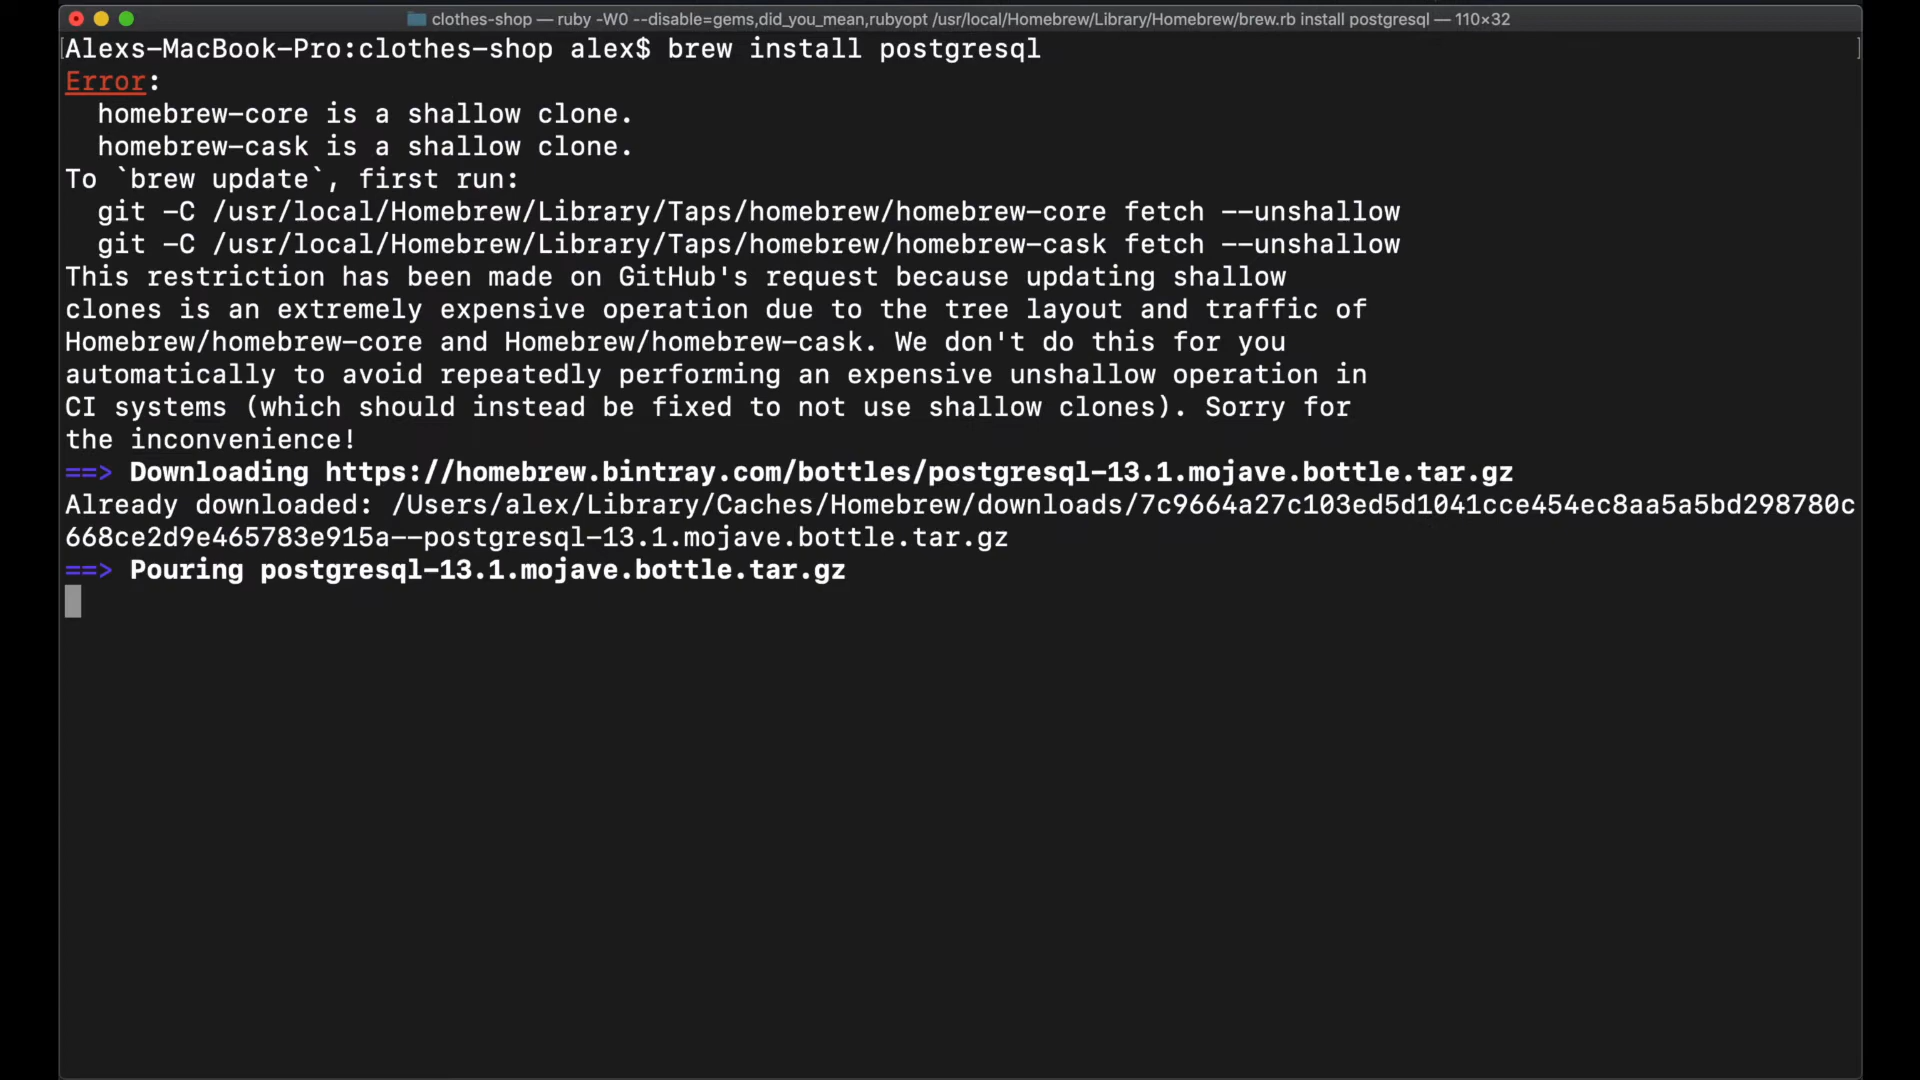 clothes-shop — ruby -W0 --disable=gems,did_you_mean,rubyopt /usr/local/Homebrew/Library/Homebrew/brew.rb install postgresql — 110×32
[Alexs-MacBook-Pro:clothes-shop alex$ brew install postgresql ]
Error:
  homebrew-core is a shallow clone.
  homebrew-cask is a shallow clone.
To `brew update`, first run:
  git -C /usr/local/Homebrew/Library/Taps/homebrew/homebrew-core fetch --unshallow
  git -C /usr/local/Homebrew/Library/Taps/homebrew/homebrew-cask fetch --unshallow
This restriction has been made on GitHub's request because updating shallow
clones is an extremely expensive operation due to the tree layout and traffic of
Homebrew/homebrew-core and Homebrew/homebrew-cask. We don't do this for you
automatically to avoid repeatedly performing an expensive unshallow operation in
CI systems (which should instead be fixed to not use shallow clones). Sorry for
the inconvenience!
==> Downloading https://homebrew.bintray.com/bottles/postgresql-13.1.mojave.bottle.tar.gz
Already downloaded: /Users/alex/Library/Caches/Homebrew/downloads/7c9664a27c103ed5d1041cce454ec8aa5a5bd298780c
668ce2d9e465783e915a--postgresql-13.1.mojave.bottle.tar.gz
==> Pouring postgresql-13.1.mojave.bottle.tar.gz